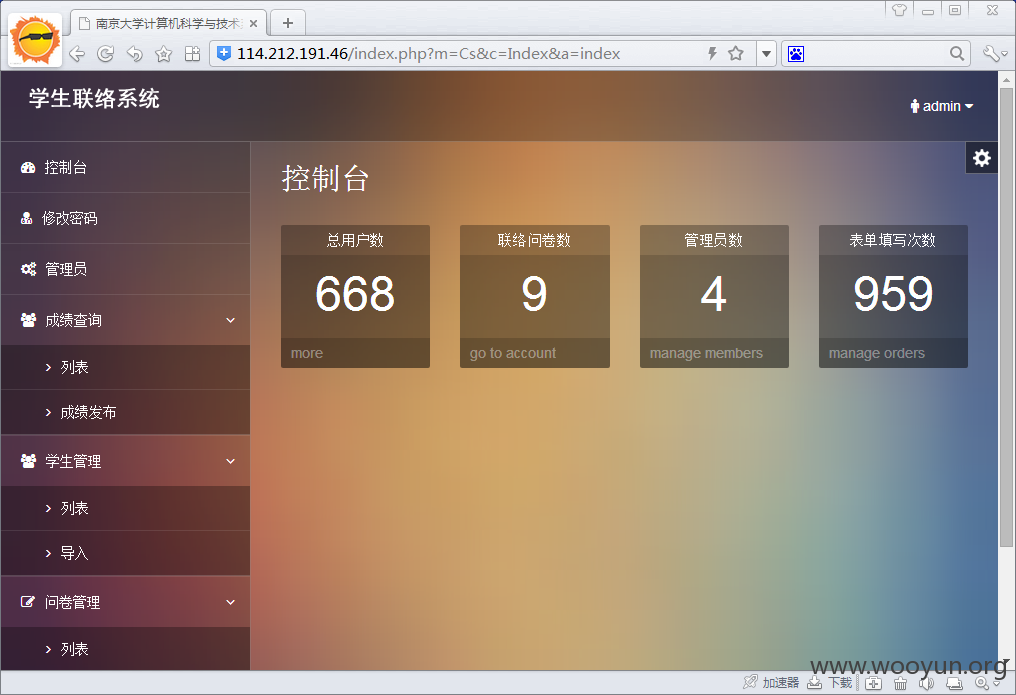 南京大学计算机科学与技术
114.212.191.46/index.php?m=Cs&c=Index&a=index
学生联络系统
admin
控制台
修改密码
管理员
成绩查询
列表
成绩发布
学生管理
列表
导入
问卷管理
列表
控制台
总用户数
668
more
联络问卷数
9
go to account
管理员数
4
manage members
表单填写次数
959
manage orders
www.wooyun.org
加速器
下载